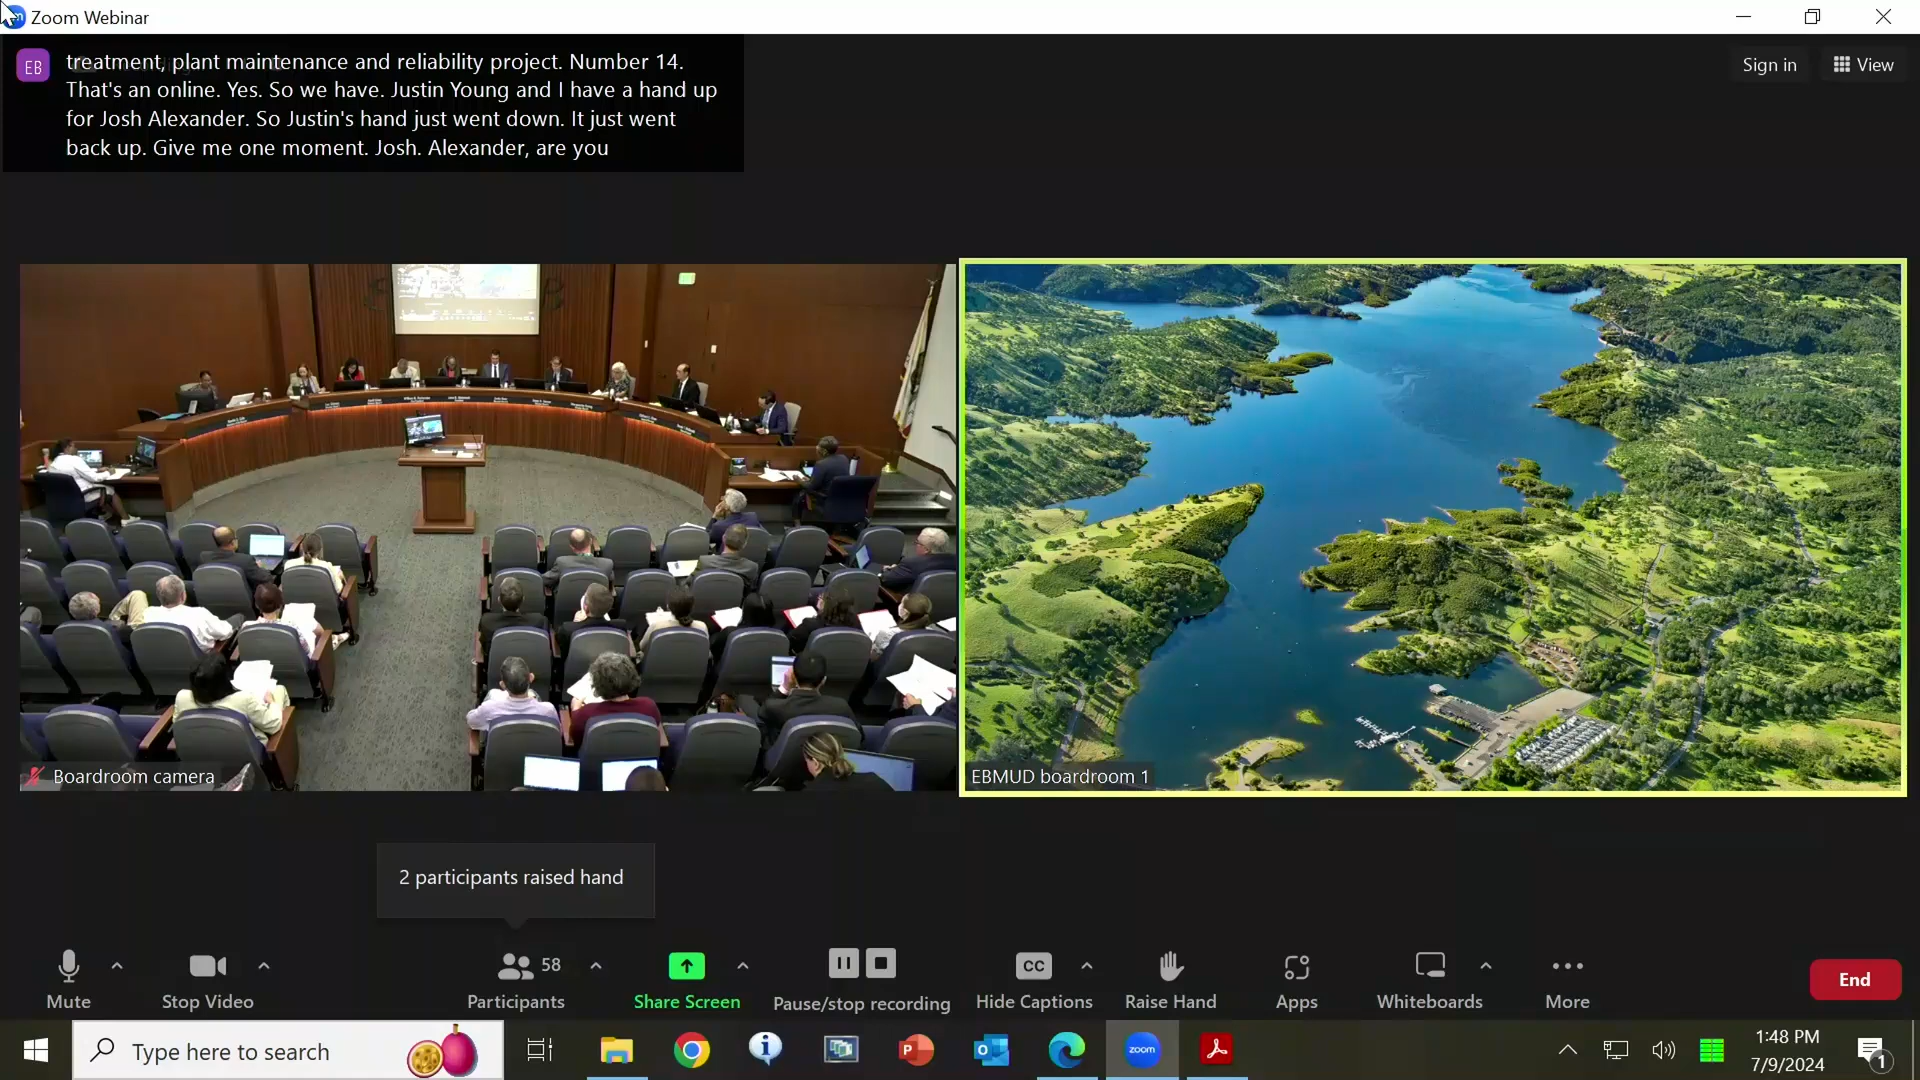 Zoom Webinar
EB
treatment, plant maintenance and reliability project. Number 14.
That's an online. Yes. So we have. Justin Young and I have a hand up
for Josh Alexander. So Justin's hand just went down. It just went
back up. Give me one moment. Josh. Alexander, are you
Sign in
View
Boardroom camera
EBMUD boardroom 1
2 participants raised hand
58
CC
Mute
Stop Video
Participants
Share Screen
Pause/stop recording
Hide Captions
Raise Hand
Apps
Whiteboards
More
End
Type here to search
zoom
1:48 PM
7/9/2024
1